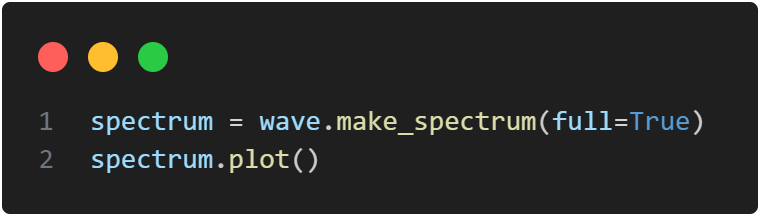 1 spectrum = wave.make_spectrum(full=True)
2 spectrum.plot()